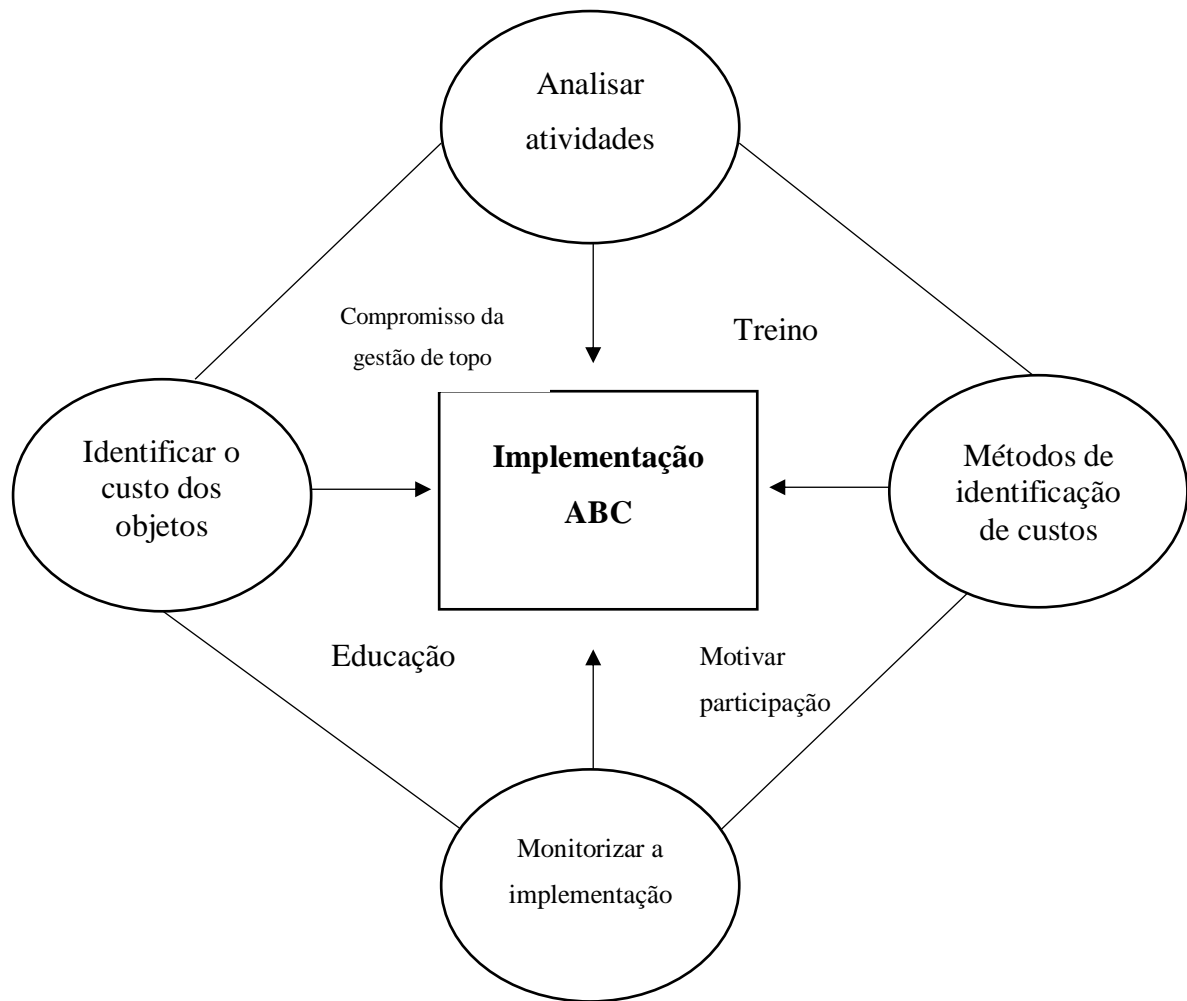 Analisar
atividades
Compromisso da
gestão de topo
Treino
Identificar o
custo dos
objetos
Implementação
ABC
Métodos de
identificação
de custos
Educação
Motivar
participação
Monitorizar a
implementação